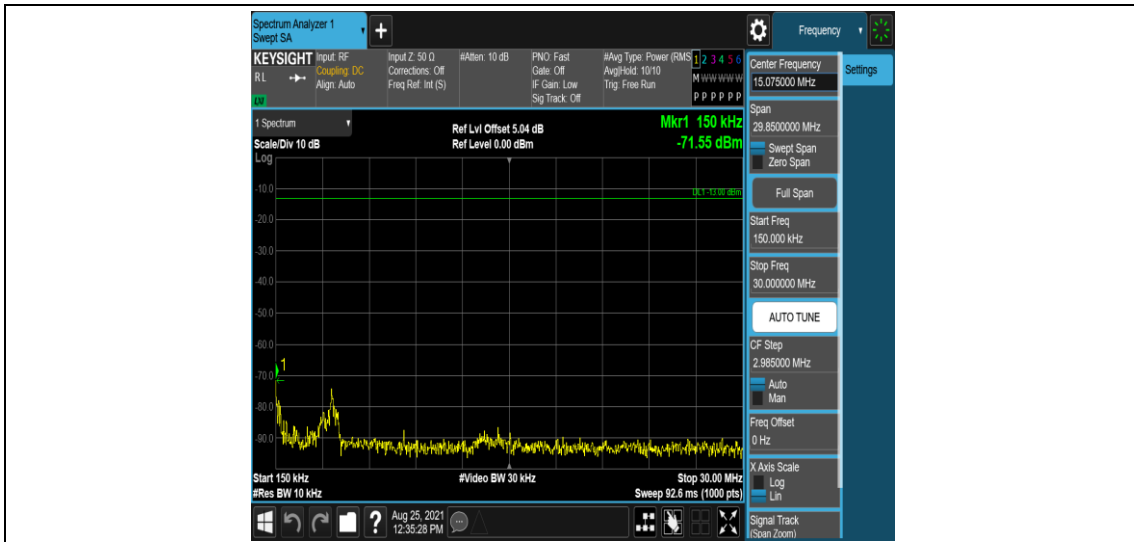 Spectrum Analyzer 1
Swept SA
+
Frequency
KEYSIGHT
RL
Input: RF
Coupling: DC
Align: Auto
Input Z: 50 Ω
Corrections: Off
Freq Ref: Int (S)
#Atten: 10 dB
PNO: Fast
Gate: Off
IF Gain: Low
Sig Track: Off
#Avg Type: Power (RMS
Avg|Hold: 10/10
Trig: Free Run
1 2 3 4 5 6
M W W W W W
P P P P P P
Settings
1 Spectrum
Scale/Div 10 dB
Ref Lvl Offset 5.04 dB
Ref Level 0.00 dBm
Mkr1 150 kHz
-71.55 dBm
Log
DL1 -13.00 dBm
-10.0
-20.0
-30.0
-40.0
-50.0
-60.0
-70.0
-80.0
-90.0
1
Start 150 kHz
#Res BW 10 kHz
#Video BW 30 kHz
Stop 30.00 MHz
Sweep 92.6 ms (1000 pts)
Center Frequency
15.075000 MHz
Span
29.8500000 MHz
Swept Span
Zero Span
Full Span
Start Freq
150.000 kHz
Stop Freq
30.000000 MHz
AUTO TUNE
CF Step
2.985000 MHz
Auto
Man
Freq Offset
0 Hz
X Axis Scale
Log
Lin
Signal Track
(Span Zoom)
?
Aug 25, 2021
12:35:28 PM